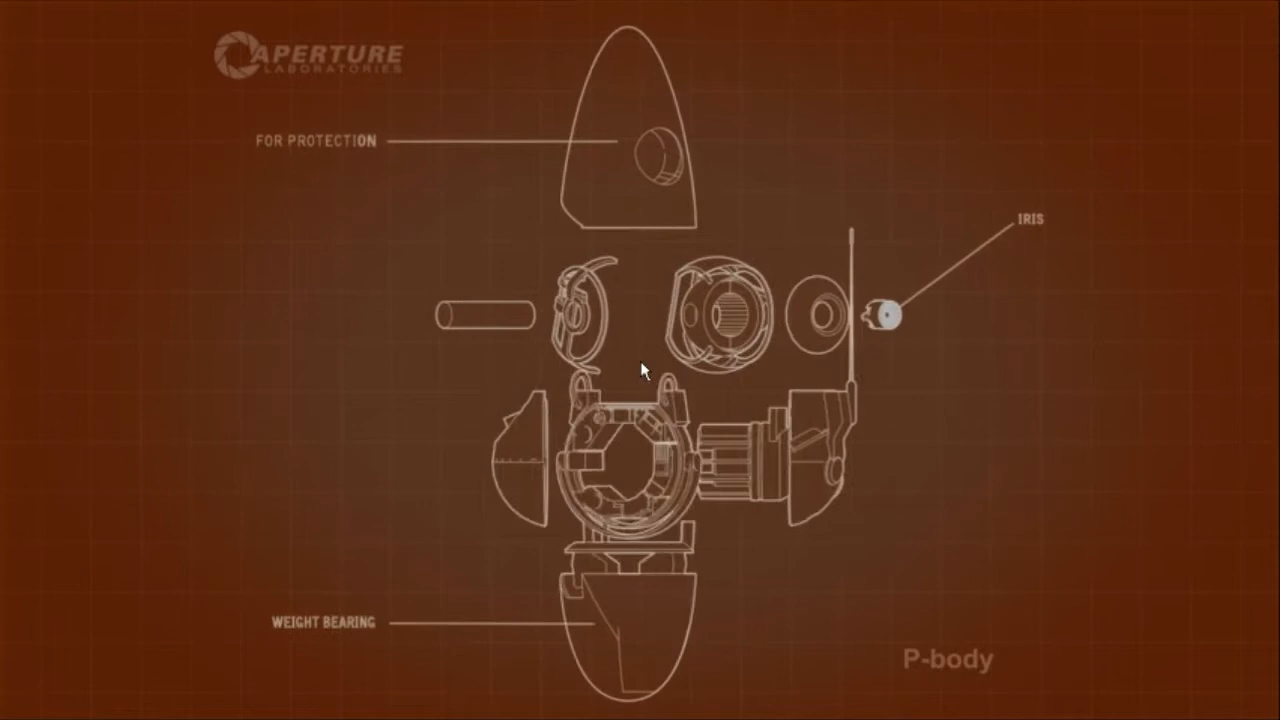 APERTURE
LABORATORIES
FOR PROTECTION
IRIS
WEIGHT BEARING
P-body